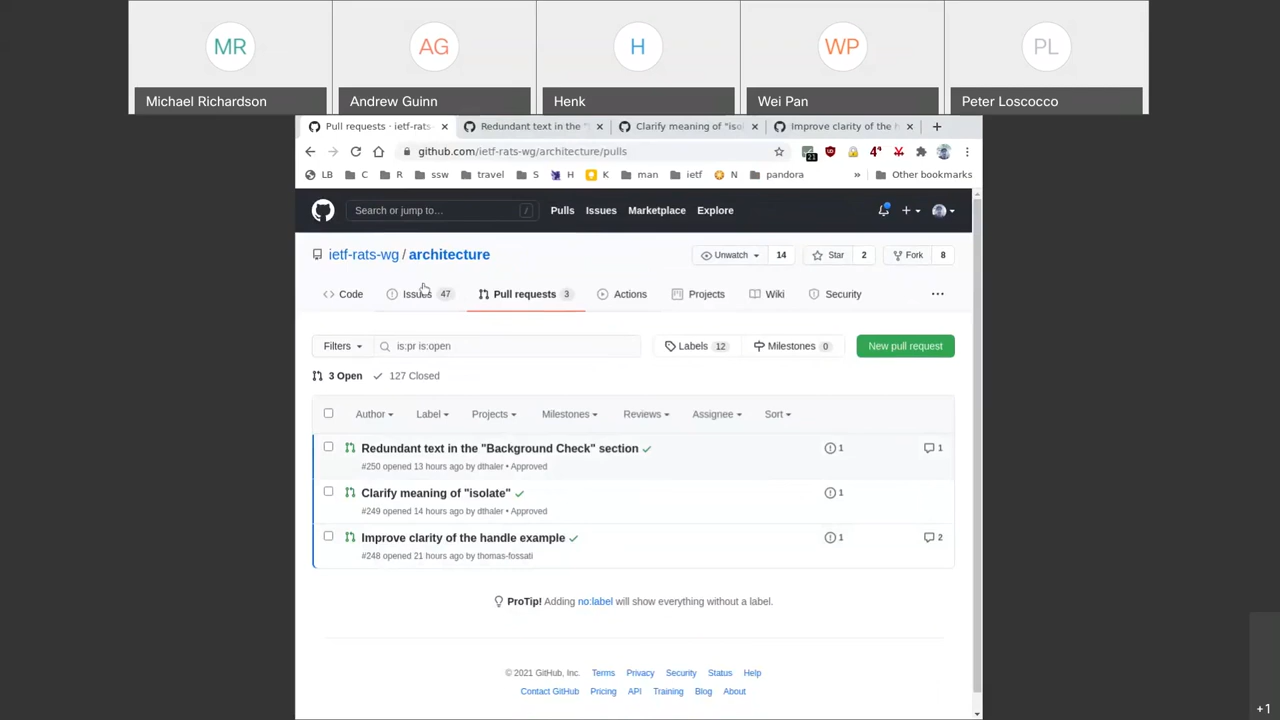 MR
AG
H
WP
PL
Michael Richardson
Andrew Guinn
Henk
Wei Pan
Peter Loscocco
Pull requests · ietf-rats-
Redundant text in the "
Clarify meaning of "isol
Improve clarity of the h
github.com/ietf-rats-wg/architecture/pulls
21
4⁰
LB C R ssw travel S H K man ietf N pandora » Other bookmarks
Search or jump to… /
Pulls Issues Marketplace Explore
ietf-rats-wg / architecture
Unwatch 14 Star 2 Fork 8
Code Issues 47 Pull requests 3 Actions Projects Wiki Security
Filters is:pr is:open Labels 12 Milestones 0 New pull request
3 Open 127 Closed
Author Label Projects Milestones Reviews Assignee Sort
Redundant text in the "Background Check" section 1 1
#250 opened 13 hours ago by dthaler • Approved
Clarify meaning of "isolate" 1
#249 opened 14 hours ago by dthaler • Approved
Improve clarity of the handle example 1 2
#248 opened 21 hours ago by thomas-fossati
ProTip! Adding no:label will show everything without a label.
© 2021 GitHub, Inc. Terms Privacy Security Status Help
Contact GitHub Pricing API Training Blog About
+1